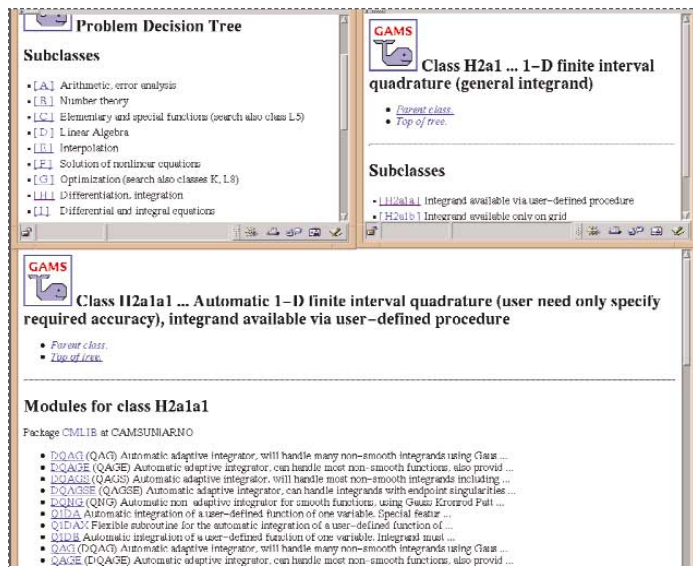 Problem Decision Tree
Subclasses
[A] Arithmetic, error analysis
[B] Number theory
[C] Elementary and special functions (search also class L5)
[D] Linear Algebra
[E] Interpolation
[F] Solution of nonlinear equations
[G] Optimization (search also classes K, L8)
[H] Differentiation, integration
[I] Differential and integral equations
GAMS
Class H2a1 ... 1-D finite interval
quadrature (general integrand)
Parent class.
Top of tree.
Subclasses
[H2a1a] Integrand available via user-defined procedure
[H2a1b] Integrand available only on grid
GAMS
Class H2a1a1 ... Automatic 1-D finite interval quadrature (user need only specify
required accuracy), integrand available via user-defined procedure
Parent class.
Top of tree.
Modules for class H2a1a1
Package CMLIB at CAMSUN/ARNO
DQAG (QAG) Automatic adaptive integrator, will handle many non-smooth integrands using Gaus ...
DQAGE (QAGE) Automatic adaptive integrator, can handle most non-smooth functions, also provid ...
DQAGS (QAGS) Automatic adaptive integrator, will handle most non-smooth integrands including ...
DQAGSE (QAGSE) Automatic adaptive integrator, can handle integrands with endpoint singularities ...
DQNG (QNG) Automatic non-adaptive integrator for smooth functions, using Gauss Kronrod Patt ...
Q1DA Automatic integration of a user-defined function of one variable. Special featur ...
Q1DAX Flexible subroutine for the automatic integration of a user-defined function of ...
Q1DB Automatic integration of a user-defined function of one variable. Integrand must ...
QAG (DQAG) Automatic adaptive integrator, will handle many non-smooth integrands using Gaus ...
QAGE (DQAGE) Automatic adaptive integrator, can handle most non-smooth functions, also provid ...